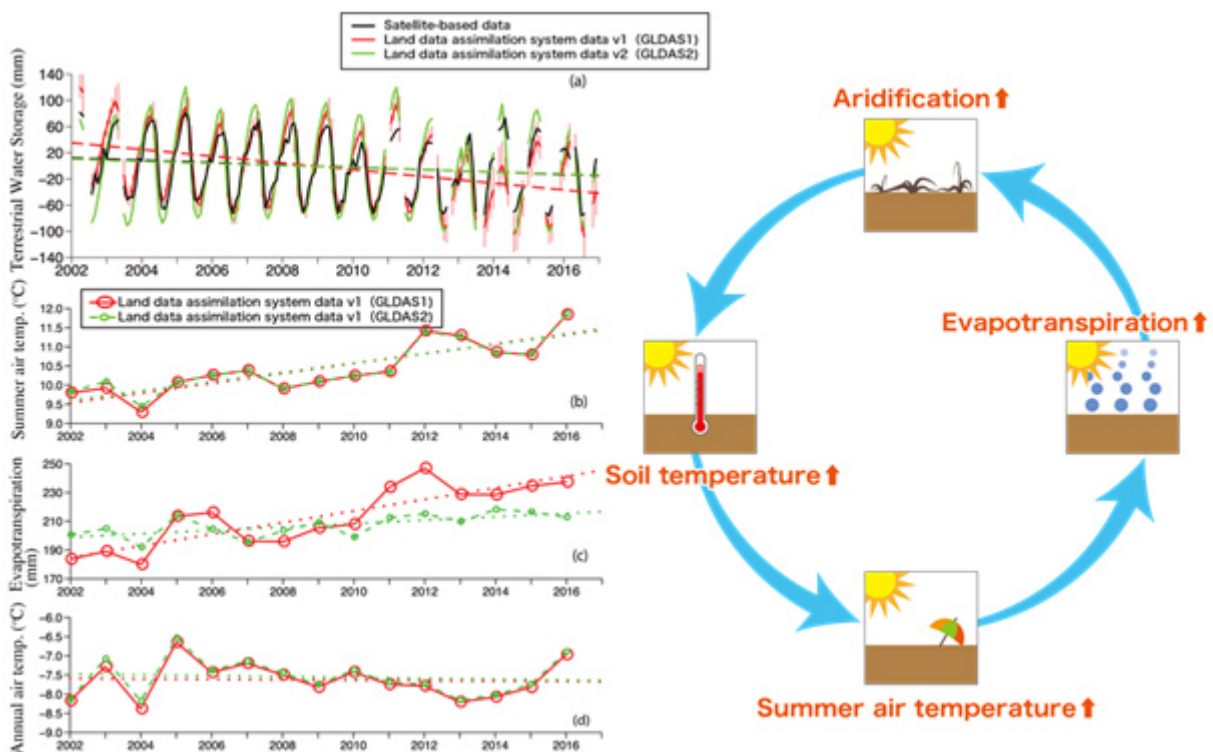 Satellite-based data
Land data assimilation system data v1 (GLDAS1)
Land data assimilation system data v2 (GLDAS2)
Terrestrial Water Storage (mm)
(a)
140
100
60
20
-20
-60
-100
-140
2002 2004 2006 2008 2010 2012 2014 2016
Summer air temp. (°C)
Land data assimilation system data v1 (GLDAS1)
Land data assimilation system data v1 (GLDAS2)
12.0
11.5
11.0
10.5
10.0
9.5
9.0
(b)
2002 2004 2006 2008 2010 2012 2014 2016
Evapotranspiration
(mm)
250
230
210
190
170
(c)
2002 2004 2006 2008 2010 2012 2014 2016
Annual air temp. (°C)
-6.0
-6.5
-7.0
-7.5
-8.0
-8.5
-9.0
(d)
2002 2004 2006 2008 2010 2012 2014 2016
Aridification⬆
Evapotranspiration⬆
Soil temperature⬆
Summer air temperature⬆